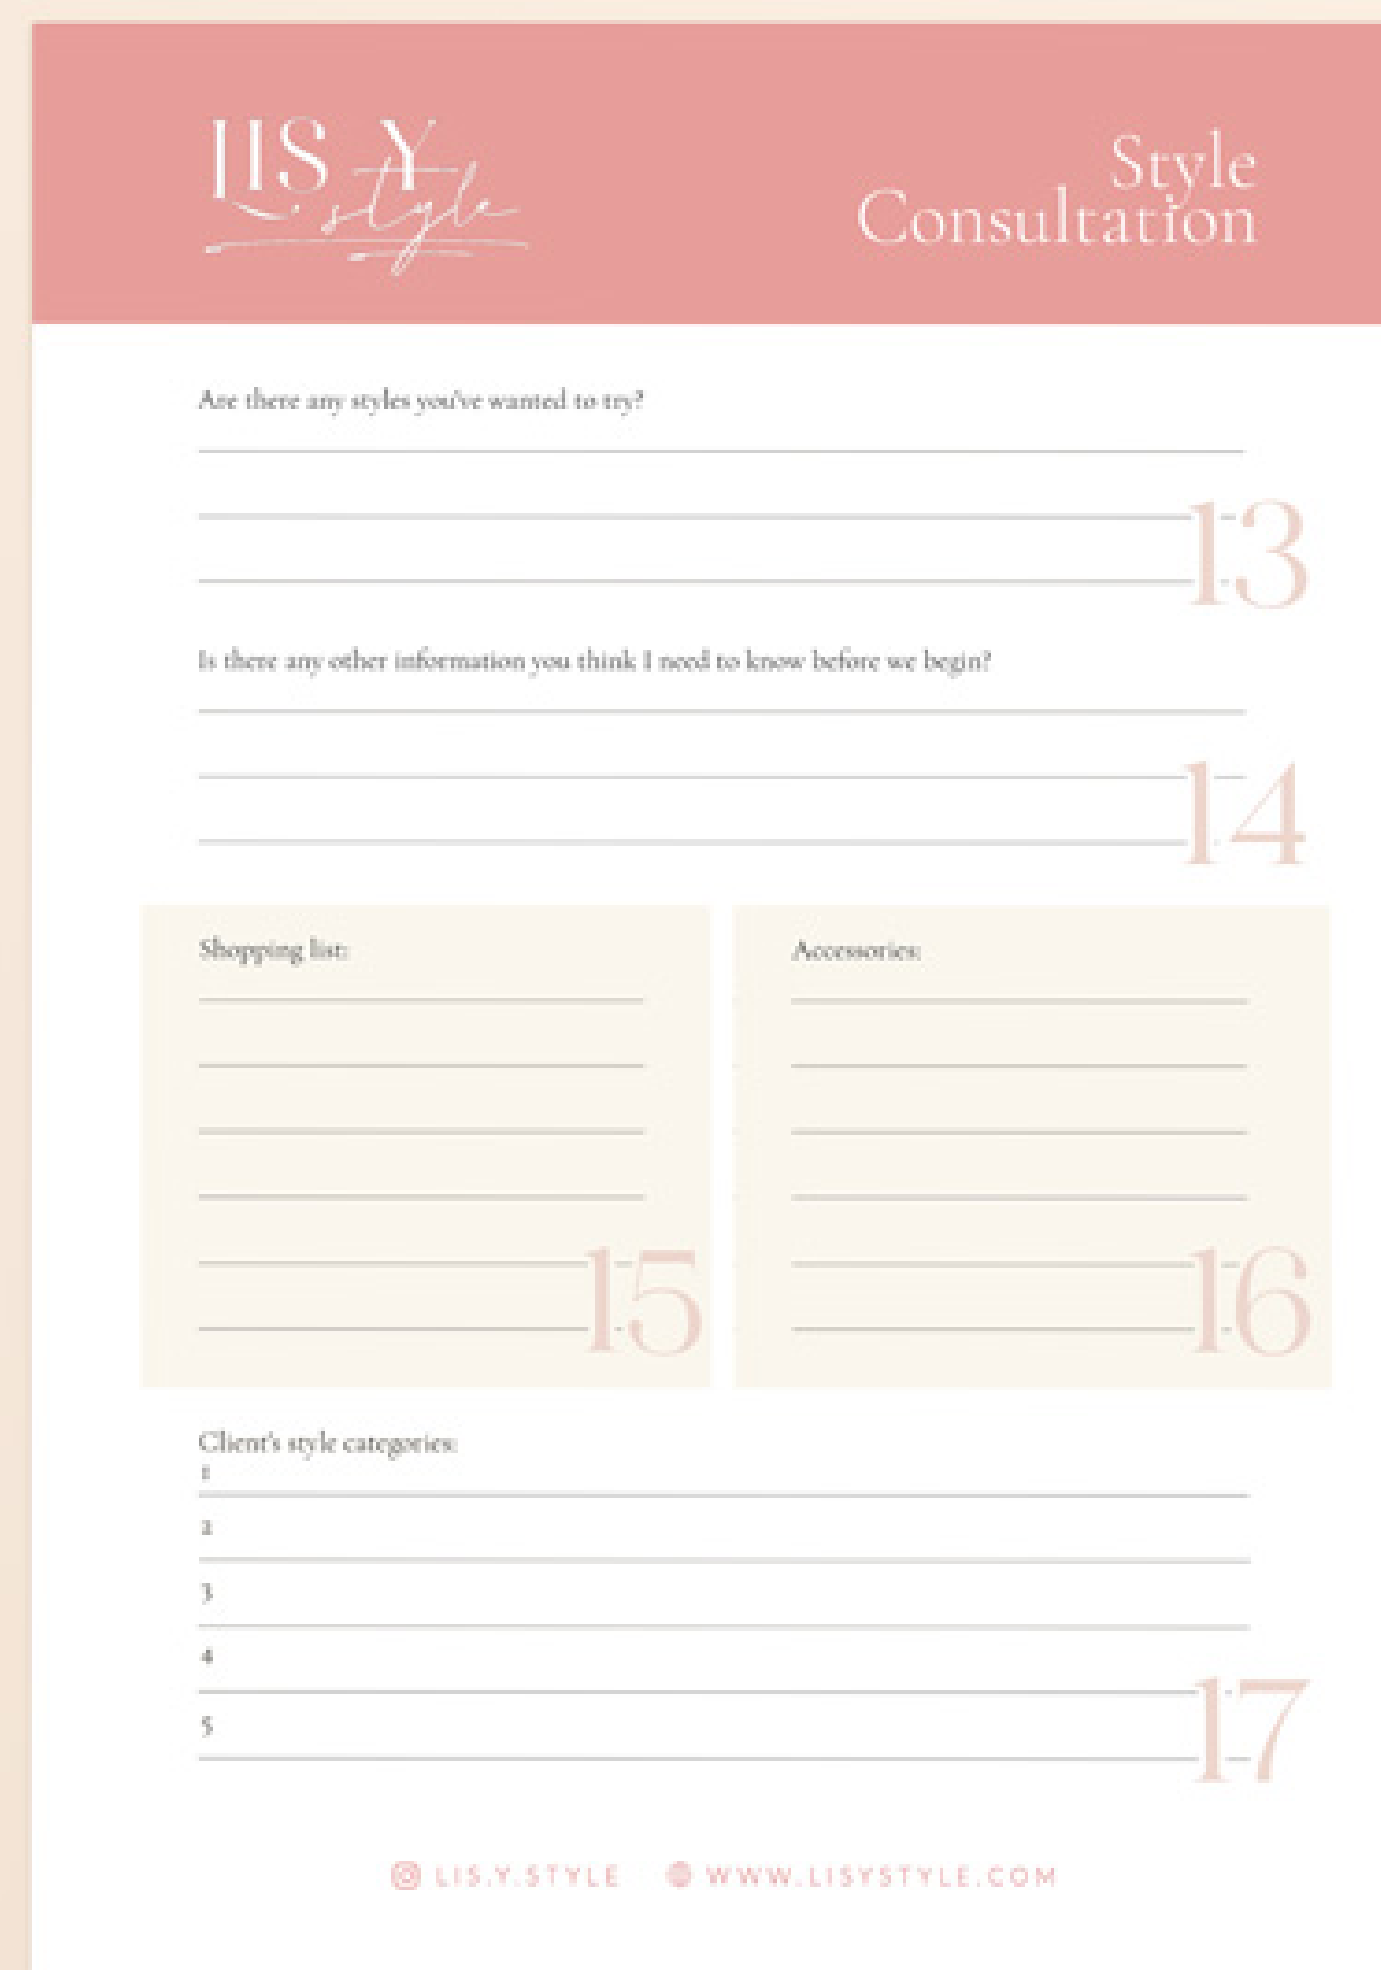 LIS Y
style
Style
Consultation
Are there any styles you've wanted to try?
13
Is there any other information you think I need to know before we begin?
14
Shopping list:
15
Accessories:
16
Client's style categories:
1
2
3
4
5
17
LIS.Y.STYLE
WWW.LISYSTYLE.COM